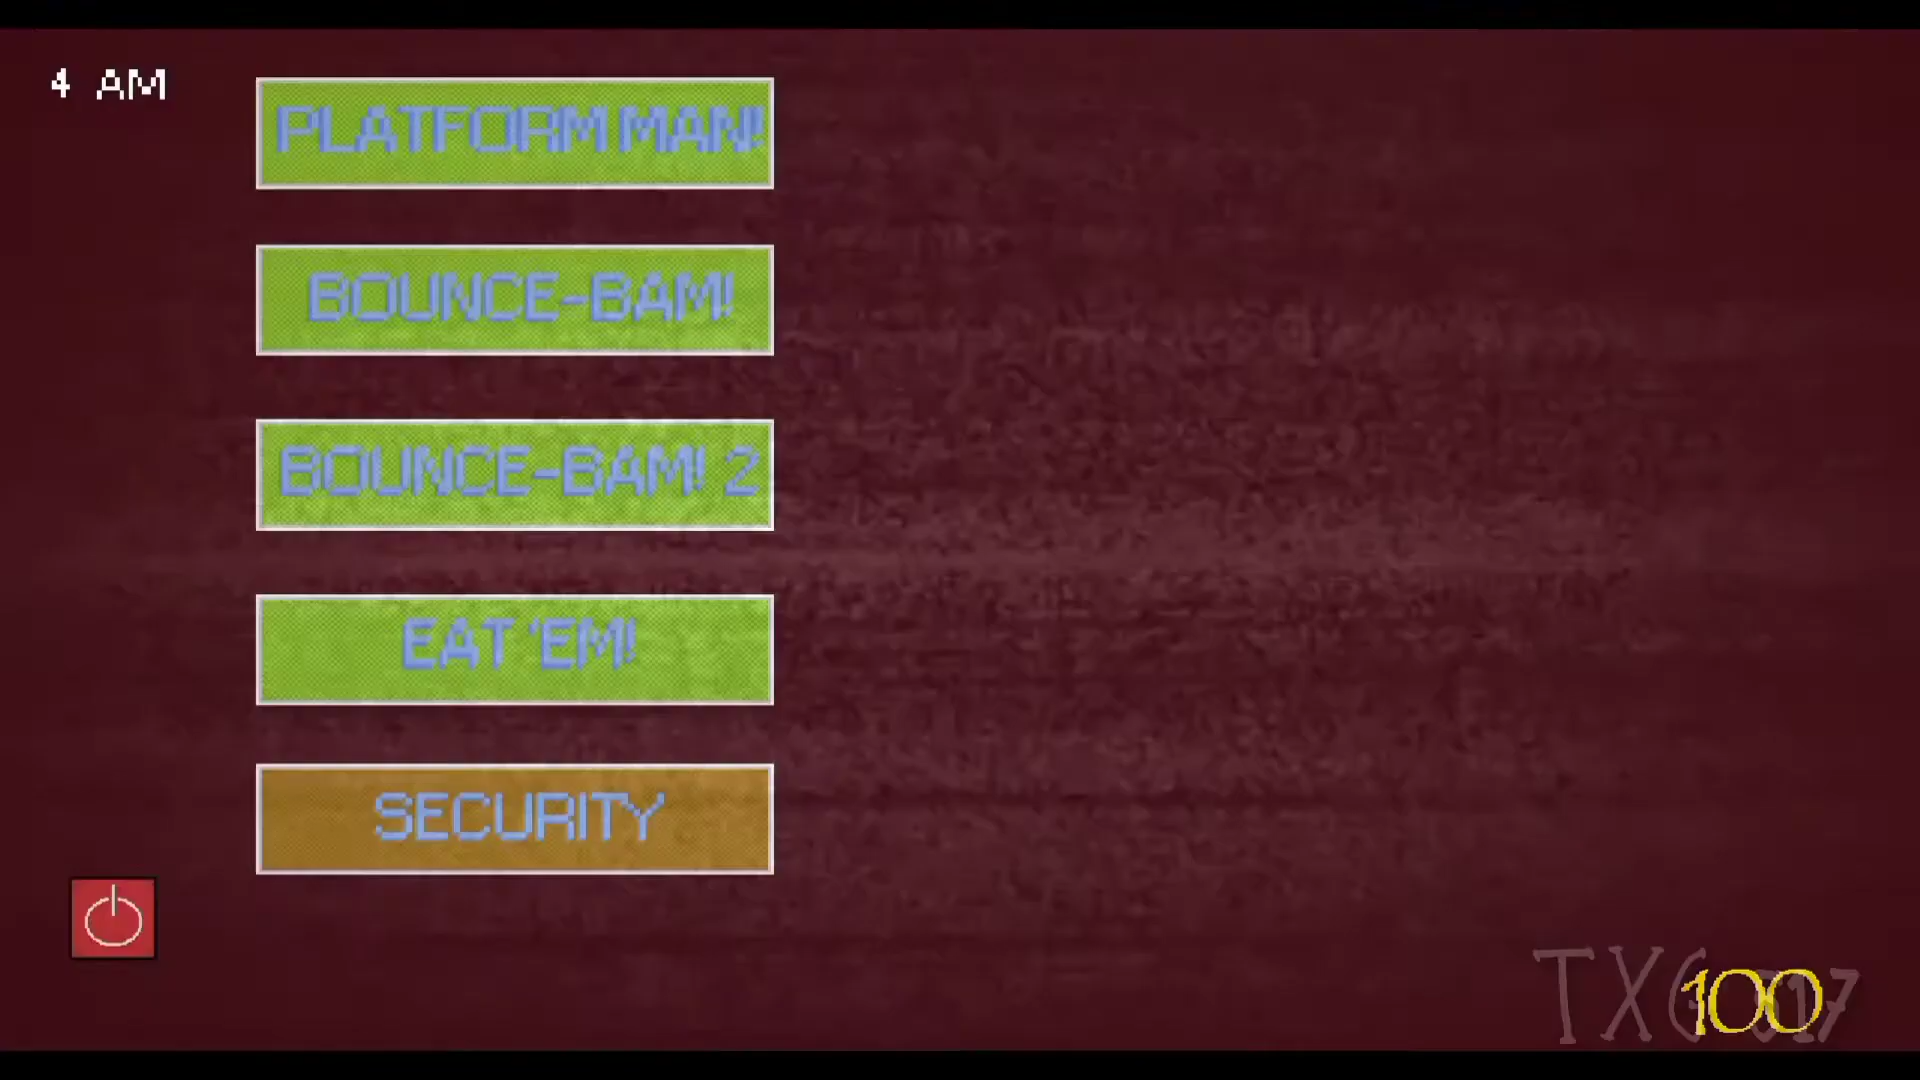 4 AM
PLATFORM MAN!
BOUNCE-BAM!
BOUNCE-BAM! 2
EAT 'EM!
SECURITY
100